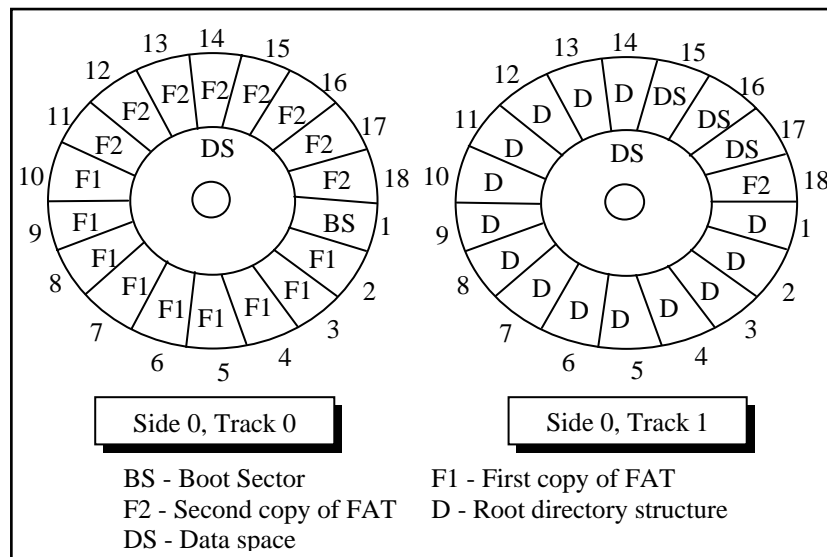 1 BS
2 F1
3 F1
4 F1
5 F1
6 F1
7 F1
8 F1
9 F1
10 F1
11 F2
12 F2
13 F2
14 F2
15 F2
16 F2
17 F2
18 F2
DS
Side 0, Track 0
1 D
2 D
3 D
4 D
5 D
6 D
7 D
8 D
9 D
10 D
11 D
12 D
13 D
14 D
15 DS
16 DS
17 DS
18 F2
DS
Side 0, Track 1
BS - Boot Sector
F1 - First copy of FAT
F2 - Second copy of FAT
D - Root directory structure
DS - Data space